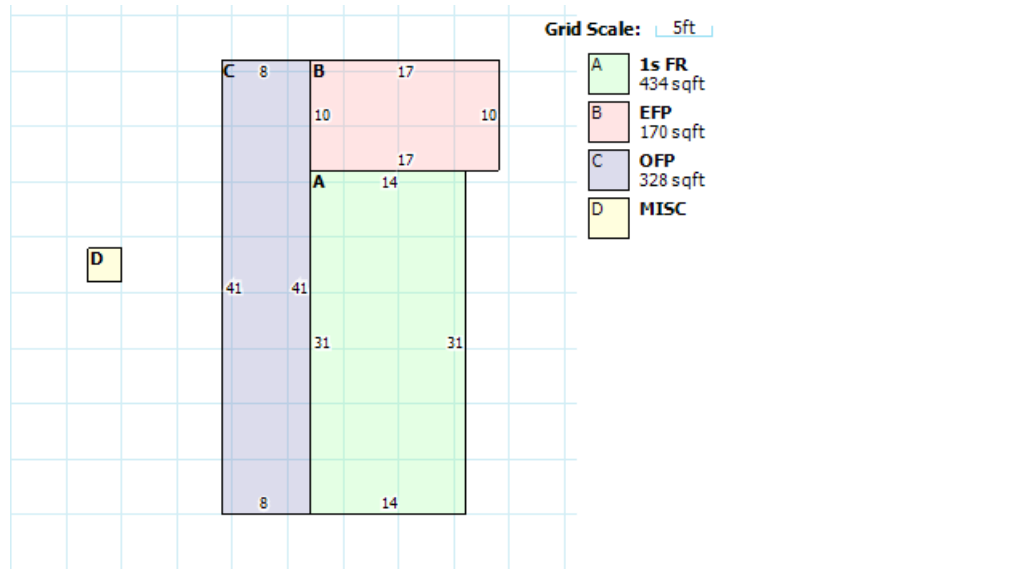 Grid Scale: 5ft
C 8 B 17
A
1s FR
434 sqft
10 10
B
EFP
170 sqft
17
C
OFP
328 sqft
A 14
D
MISC
D
41 41
31 31
8 14